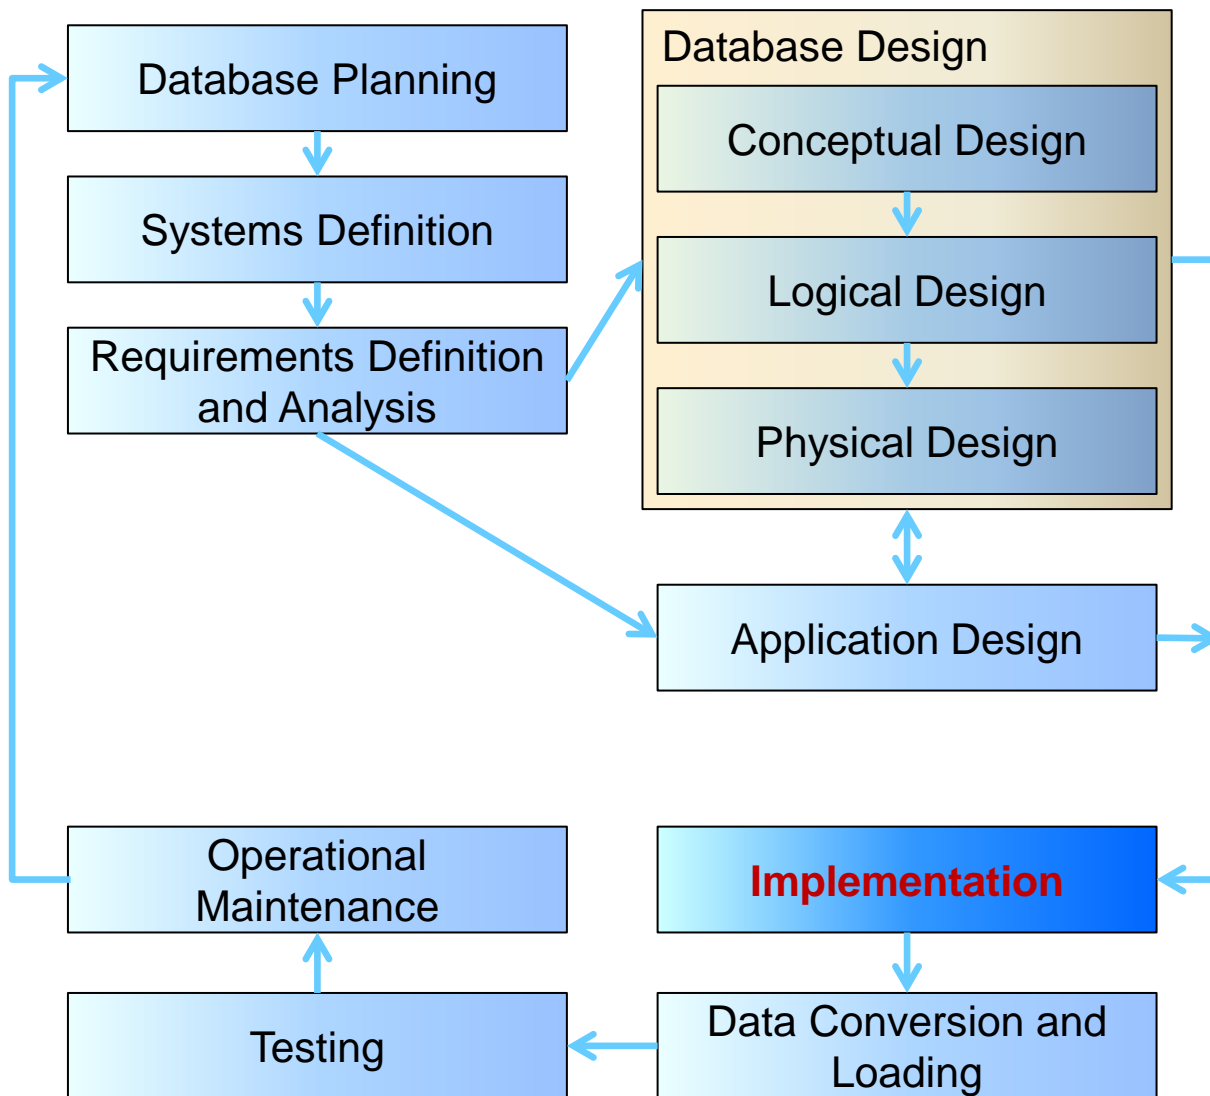 Database Planning
Systems Definition
Requirements Definition
and Analysis
Database Design
Conceptual Design
Logical Design
Physical Design
Application Design
Implementation
Data Conversion and
Loading
Testing
Operational
Maintenance